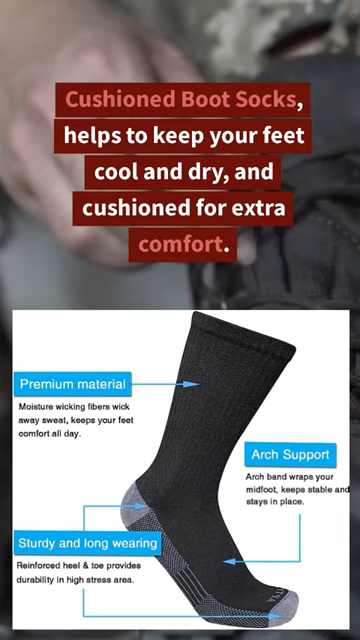 Cushioned Boot Socks,
helps to keep your feet
cool and dry, and
cushioned for extra
comfort.
Premium material
Moisture wicking fibers wick
away sweat, keeps your feet
comfort all day.
Arch Support
Arch band wraps your
midfoot, keeps stable and
stays in place.
Sturdy and long wearing
Reinforced heel & toe provides
durability in high stress area.